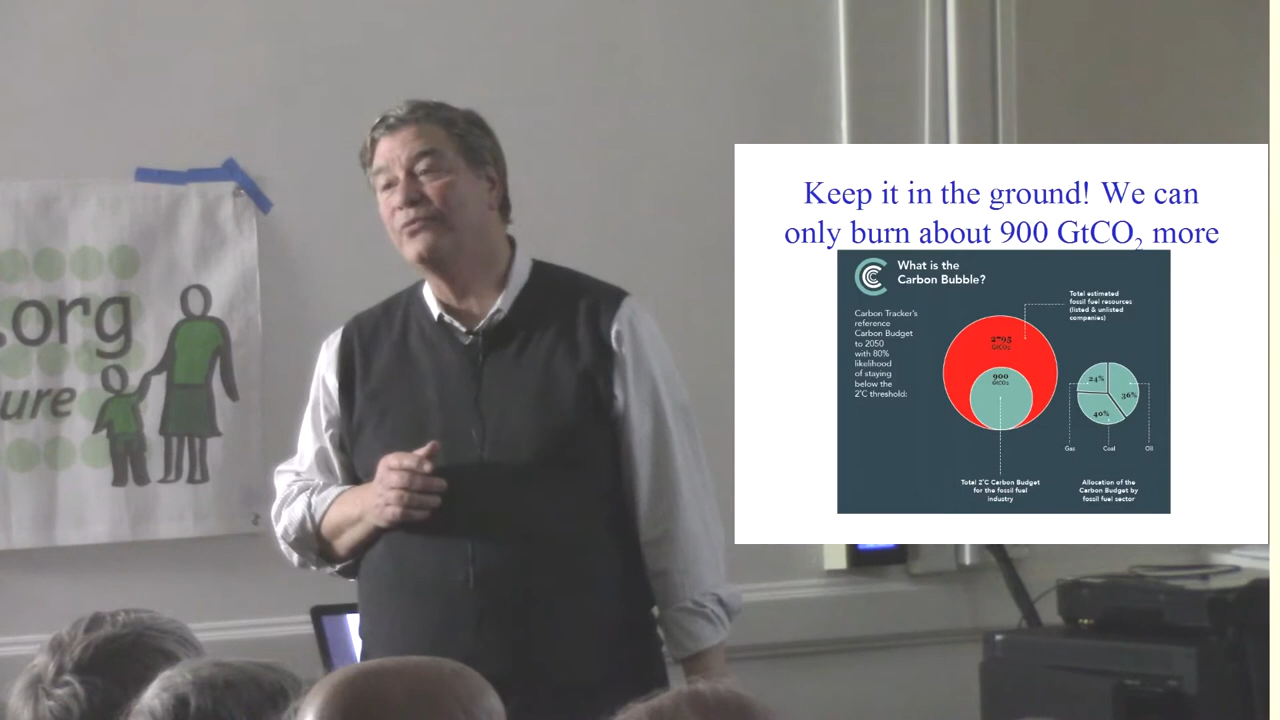 .org
ure
Keep it in the ground! We can
only burn about 900 GtCO₂ more
What is the
Carbon Bubble?
Carbon Tracker's
reference
Carbon Budget
to 2050
with 80%
likelihood
of staying
below the
2°C threshold:
Total estimated
fossil fuel resources
(listed & unlisted
companies)
2795
GtCO₂
900
GtCO₂
24%
36%
40%
Gas
Coal
Oil
Total 2°C Carbon Budget
for the fossil fuel
industry
Allocation of the
Carbon Budget by
fossil fuel sector